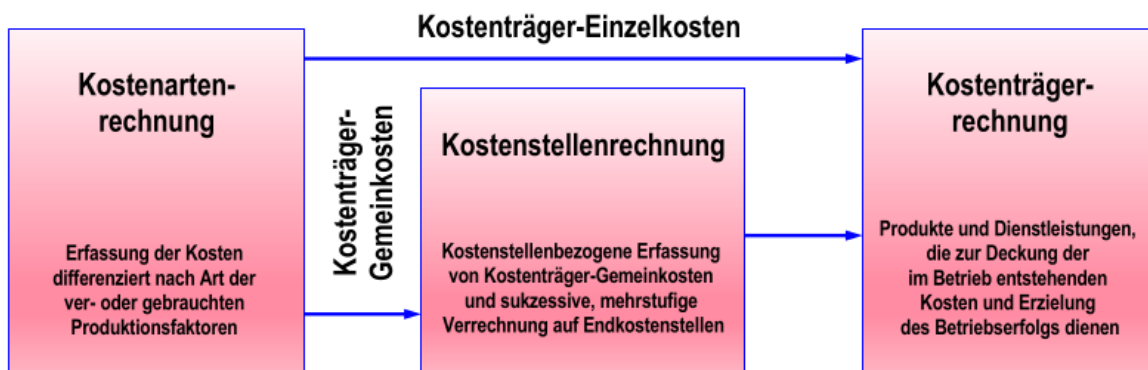 Kostenträger-Einzelkosten
Kostenarten-
rechnung
Erfassung der Kosten
differenziert nach Art der
ver- oder gebrauchten
Produktionsfaktoren
Kostenträger-
Gemeinkosten
Kostenstellenrechnung
Kostenstellenbezogene Erfassung
von Kostenträger-Gemeinkosten
und sukzessive, mehrstufige
Verrechnung auf Endkostenstellen
Kostenträger-
rechnung
Produkte und Dienstleistungen,
die zur Deckung der
im Betrieb entstehenden
Kosten und Erzielung
des Betriebserfolgs dienen